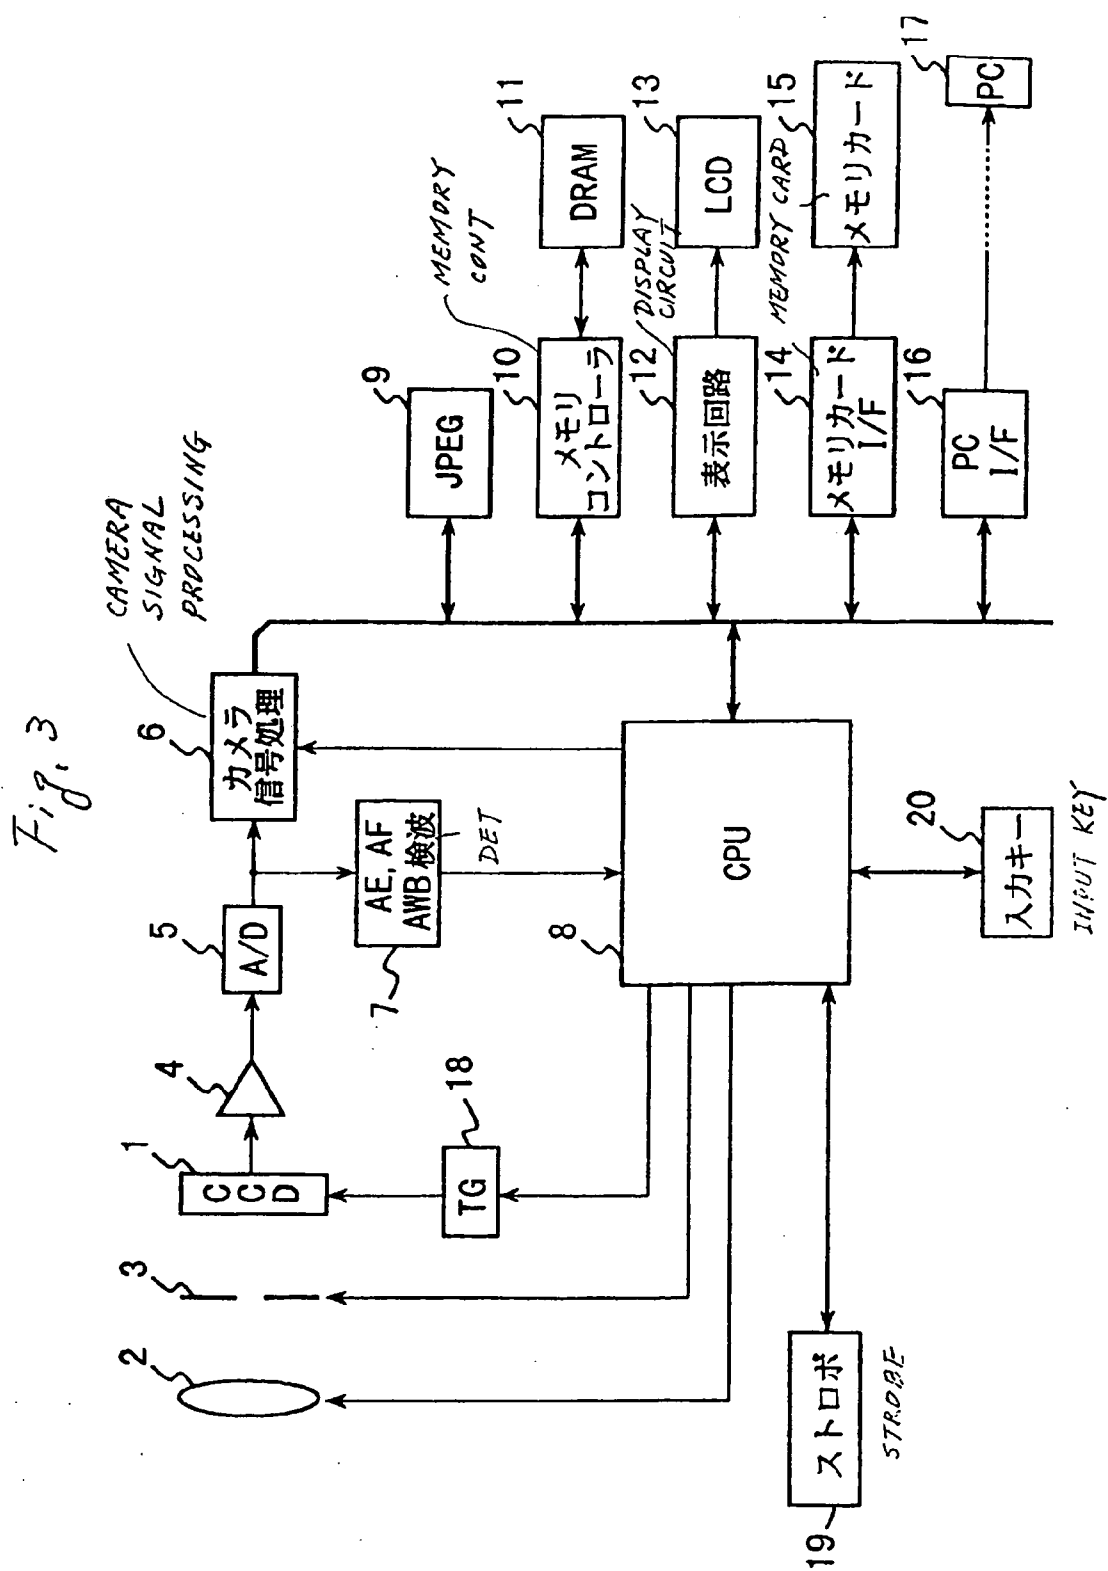 Fig. 3
CAMERA
SIGNAL
PROCESSING
2
3
1
CCD
4
5
A/D
6
カメラ
信号処理
7
AE, AF
AWB 検波
DET
18
TG
8
CPU
9
JPEG
MEMORY
CONT
10
メモリ
コントローラ
11
DRAM
DISPLAY
CIRCUIT
12
表示回路
13
LCD
MEMORY CARD
14
メモリカード
I/F
15
メモリカード
16
PC
I/F
17
PC
19
ストロボ
STROBE
20
入力キー
INPUT KEY